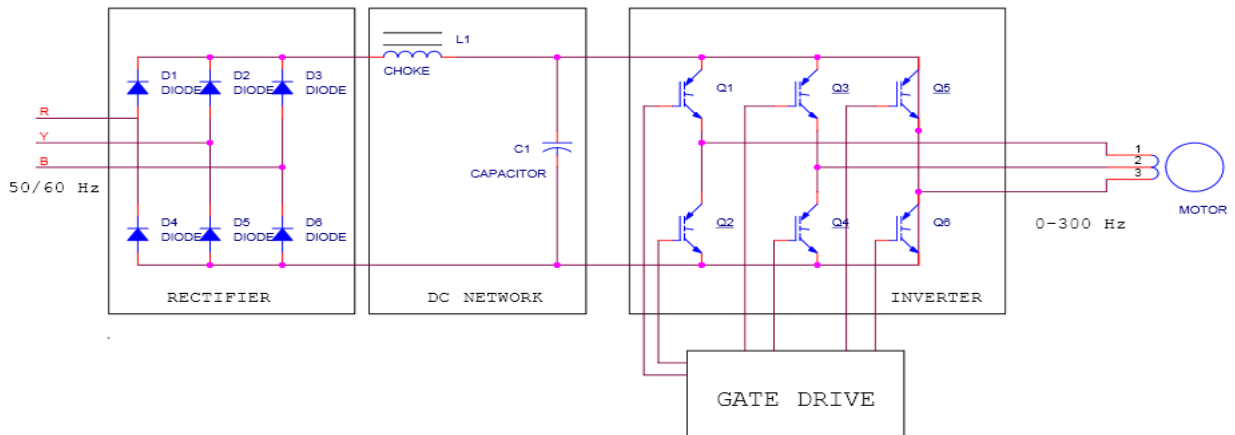 L1
CHOKE
D1
DIODE
D2
DIODE
D3
DIODE
Q1
Q3
Q5
R
Y
B
50/60 Hz
C1
CAPACITOR
1
2
3
MOTOR
0-300 Hz
D4
DIODE
D5
DIODE
D6
DIODE
Q2
Q4
Q6
RECTIFIER
DC NETWORK
INVERTER
GATE DRIVE